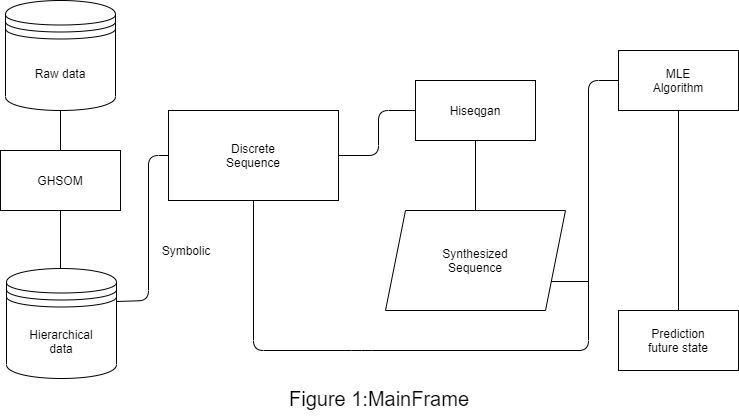 Raw data
GHSOM
Hierarchical
data
Symbolic
Discrete
Sequence
Hiseqgan
Synthesized
Sequence
MLE
Algorithm
Prediction
future state
Figure 1:MainFrame